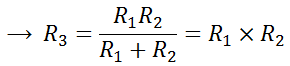 → R₃ = R₁R₂ / (R₁ + R₂) = R₁ × R₂